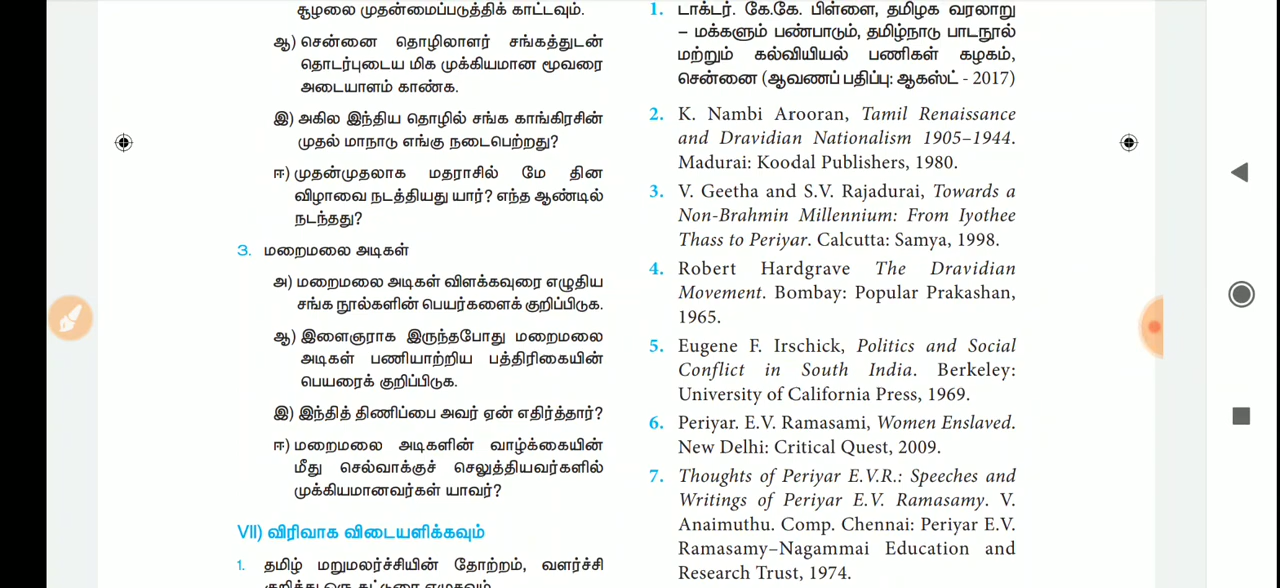 சூழலை முதன்மைப்படுத்திக் காட்டவும்.
ஆ) சென்னை தொழிலாளர் சங்கத்துடன்
தொடர்புடைய மிக முக்கியமான மூவரை
அடையாளம் காண்க.
இ) அகில இந்திய தொழில் சங்க காங்கிரசின்
முதல் மாநாடு எங்கு நடைபெற்றது?
ஈ) முதன்முதலாக மதராசில் மே தின
விழாவை நடத்தியது யார்? எந்த ஆண்டில்
நடந்தது?
3. மறைமலை அடிகள்
அ) மறைமலை அடிகள் விளக்கவுரை எழுதிய
சங்க நூல்களின் பெயர்களைக் குறிப்பிடுக.
ஆ) இளைஞராக இருந்தபோது மறைமலை
அடிகள் பணியாற்றிய பத்திரிகையின்
பெயரைக் குறிப்பிடுக.
இ) இந்தித் திணிப்பை அவர் ஏன் எதிர்த்தார்?
ஈ) மறைமலை அடிகளின் வாழ்க்கையின்
மீது செல்வாக்குச் செலுத்தியவர்களில்
முக்கியமானவர்கள் யாவர்?
VII) விரிவாக விடையளிக்கவும்
1. தமிழ் மறுமலர்ச்சியின் தோற்றம், வளர்ச்சி
குறித்து ஒரு கட்டுரை எழுதவும்.
1. டாக்டர். கே.கே. பிள்ளை, தமிழக வரலாறு
– மக்களும் பண்பாடும், தமிழ்நாடு பாடநூல்
மற்றும் கல்வியியல் பணிகள் கழகம்,
சென்னை (ஆவணப் பதிப்பு: ஆகஸ்ட் - 2017)
2. K. Nambi Arooran, Tamil Renaissance
and Dravidian Nationalism 1905–1944.
Madurai: Koodal Publishers, 1980.
3. V. Geetha and S.V. Rajadurai, Towards a
Non-Brahmin Millennium: From Iyothee
Thass to Periyar. Calcutta: Samya, 1998.
4. Robert Hardgrave The Dravidian
Movement. Bombay: Popular Prakashan,
1965.
5. Eugene F. Irschick, Politics and Social
Conflict in South India. Berkeley:
University of California Press, 1969.
6. Periyar. E.V. Ramasami, Women Enslaved.
New Delhi: Critical Quest, 2009.
7. Thoughts of Periyar E.V.R.: Speeches and
Writings of Periyar E.V. Ramasamy. V.
Anaimuthu. Comp. Chennai: Periyar E.V.
Ramasamy–Nagammai Education and
Research Trust, 1974.